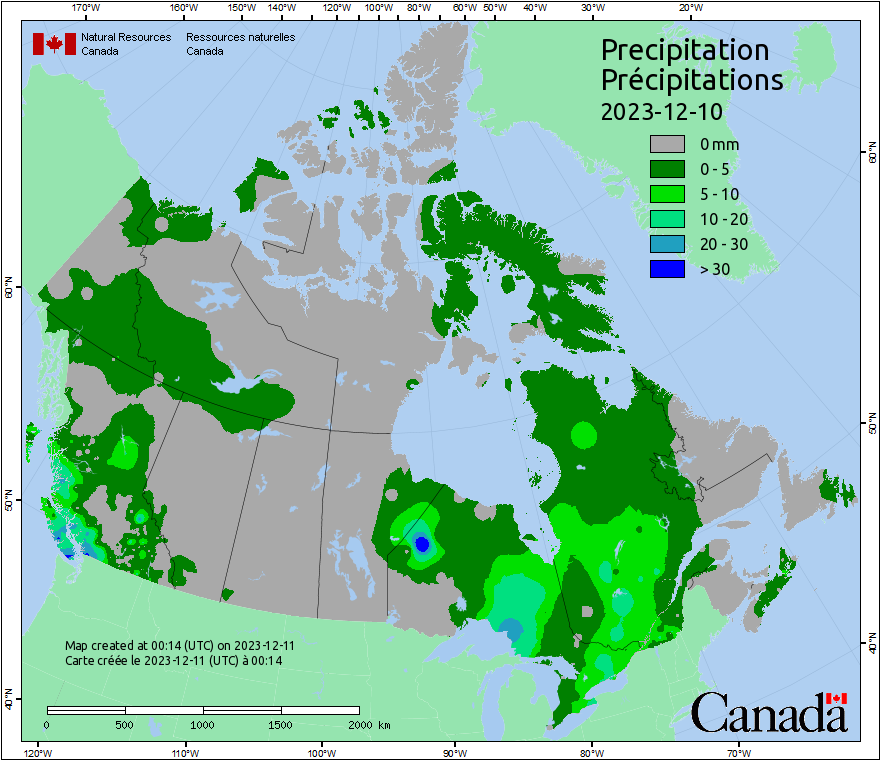 170°W 160°W 150°W 140°W 130°W 120°W 110°W 100°W 90°W 80°W 60°W 50°W 40°W 30°W 20°W
Natural Resources Canada
Ressources naturelles Canada
Precipitation
Précipitations
2023-12-10
0 mm
0 - 5
5 - 10
10 - 20
20 - 30
> 30
60°N
50°N
40°N
60°N
50°N
40°N
Map created at 00:14 (UTC) on 2023-12-11
Carte créée le 2023-12-11 (UTC) à 00:14
0 500 1000 1500 2000 km
Canada
120°W 110°W 100°W 90°W 80°W 70°W